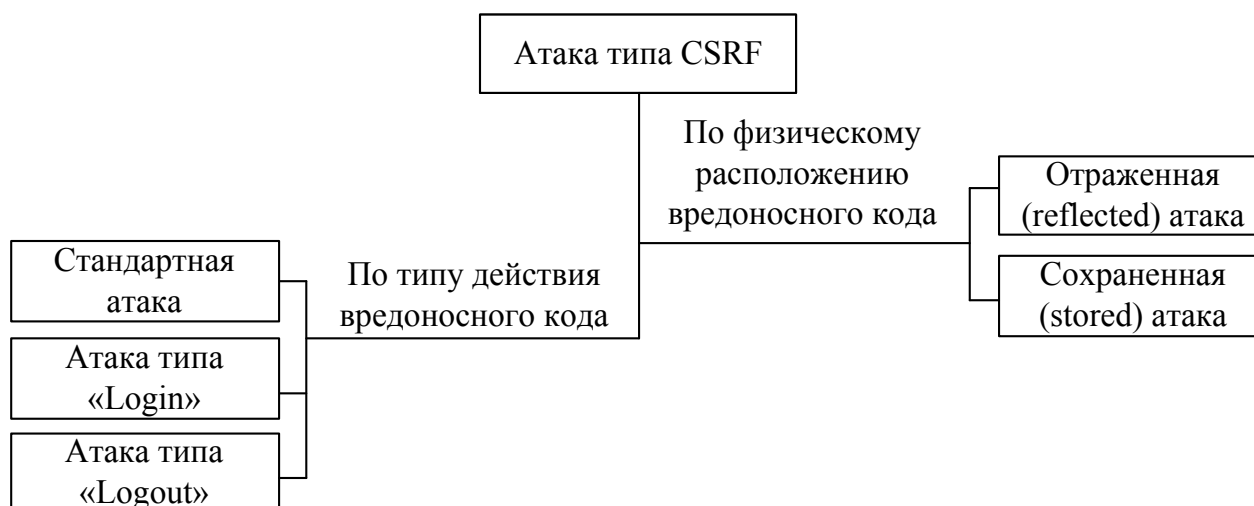 Атака типа CSRF
По физическому
расположению
вредоносного кода
Отраженная
(reflected) атака
Сохраненная
(stored) атака
По типу действия
вредоносного кода
Стандартная
атака
Атака типа
«Login»
Атака типа
«Logout»